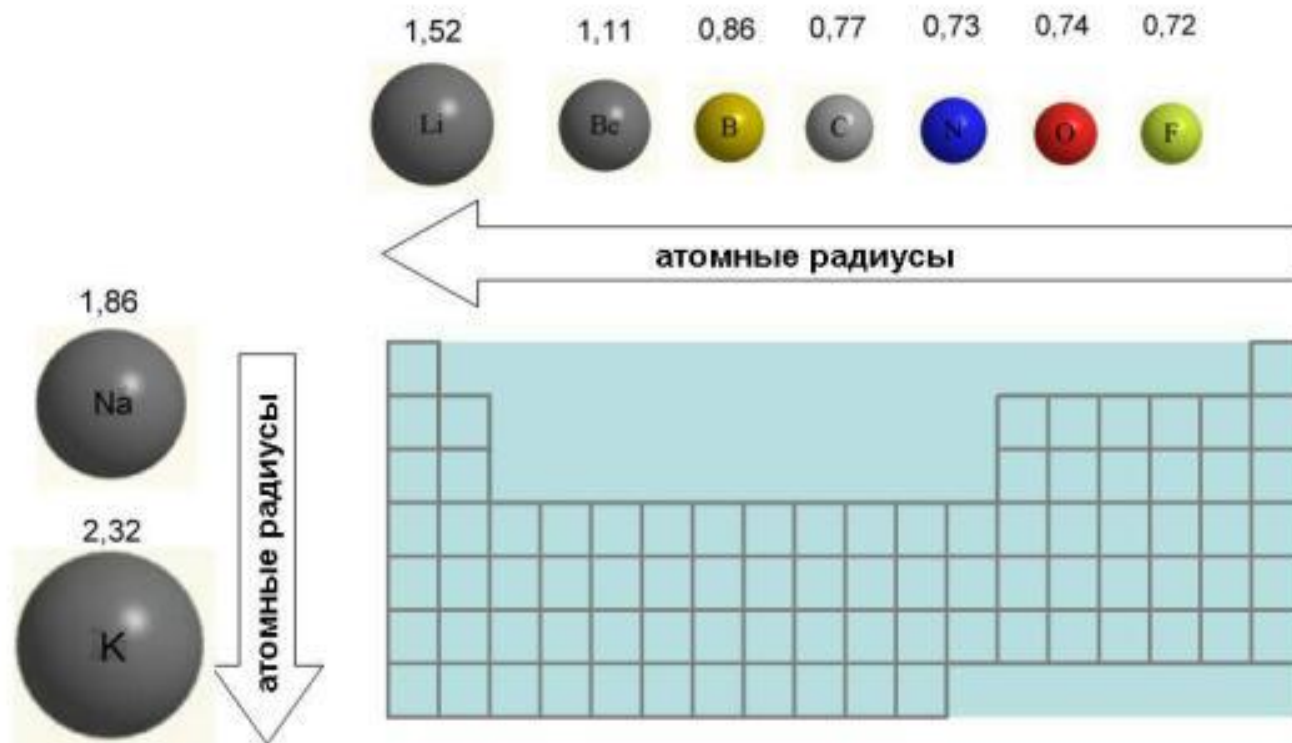 1,52 1,11 0,86 0,77 0,73 0,74 0,72
Li Be B C N O F
атомные радиусы
1,86
Na
атомные радиусы
2,32
K